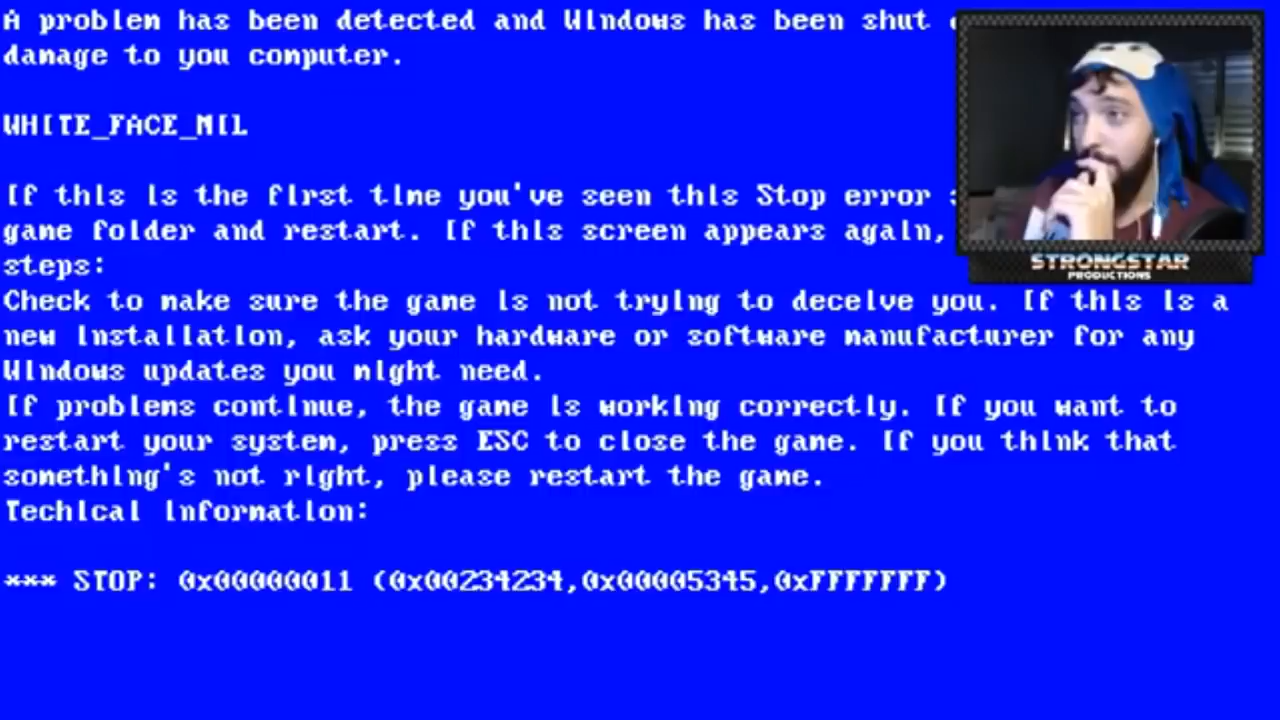 A problem has been detected and Windows has been shut
damage to you computer.
WHITE_FACE_MIL
If this is the first time you've seen this Stop error
game folder and restart. If this screen appears again,
steps:
Check to make sure the game is not trying to deceive you. If this is a
new installation, ask your hardware or software manufacturer for any
Windows updates you might need.
If problems continue, the game is working correctly. If you want to
restart your system, press ESC to close the game. If you think that
something's not right, please restart the game.
Techical information:
*** STOP: 0x00000011 (0x00234234,0x00005345,0xFFFFFFF)
STRONGSTAR
PRODUCTIONS